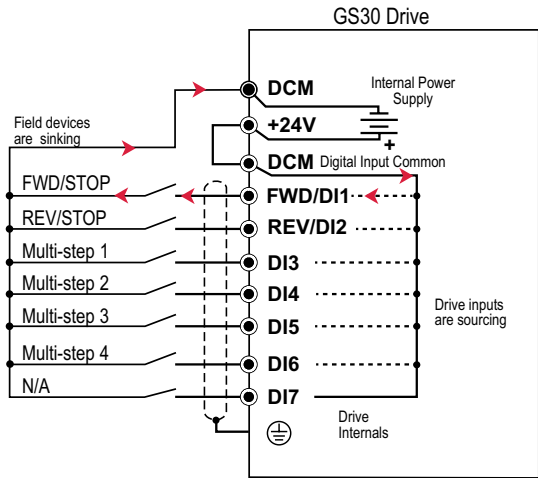 GS30 Drive
DCM
Internal Power
Supply
+
Field devices
are sinking
+24V
DCM Digital Input Common
FWD/STOP
FWD/DI1
REV/STOP
REV/DI2
Multi-step 1
DI3
Multi-step 2
DI4
Multi-step 3
DI5
Drive inputs
are sourcing
Multi-step 4
DI6
N/A
DI7
Drive
Internals